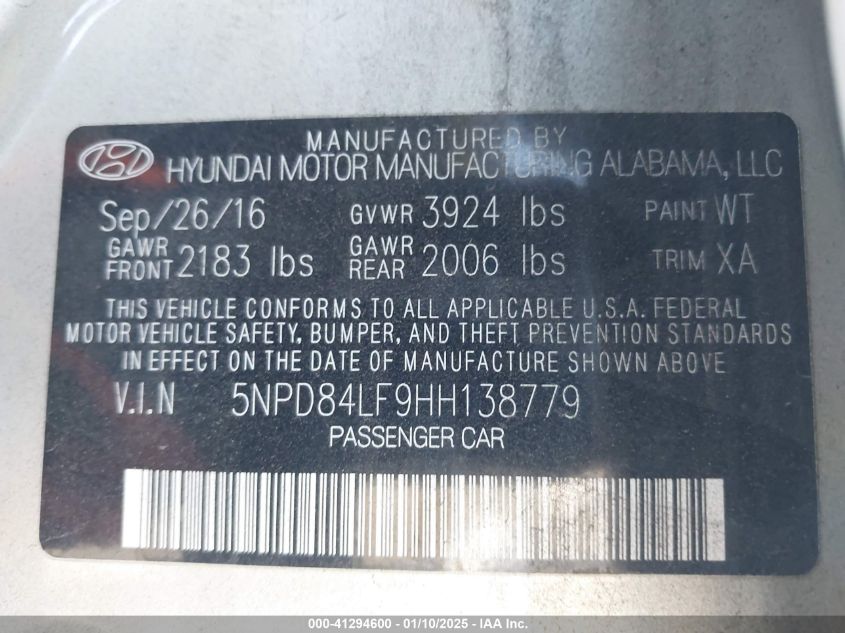 MANUFACTURED BY
HYUNDAI MOTOR MANUFACTURING ALABAMA, LLC
Sep/26/16 GVWR 3924 lbs PAINT WT
GAWR FRONT 2183 lbs GAWR REAR 2006 lbs TRIM XA
THIS VEHICLE CONFORMS TO ALL APPLICABLE U.S.A. FEDERAL
MOTOR VEHICLE SAFETY, BUMPER, AND THEFT PREVENTION STANDARDS
IN EFFECT ON THE DATE OF MANUFACTURE SHOWN ABOVE
V.I.N 5NPD84LF9HH138779
PASSENGER CAR
000-41294600 - 01/10/2025 - IAA Inc.